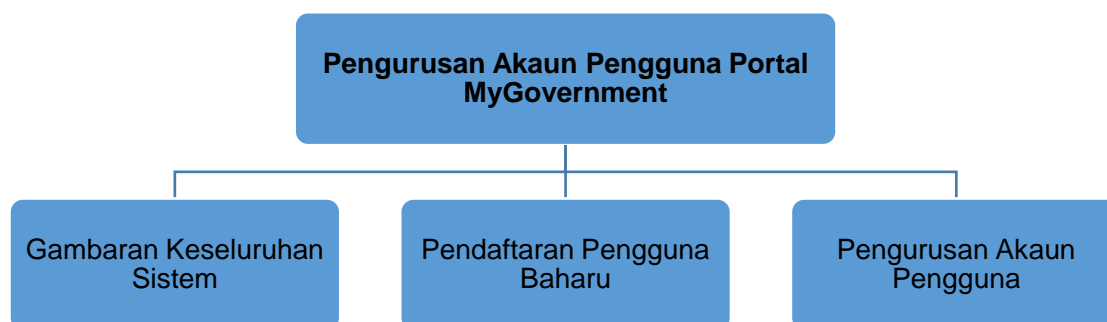 Pengurusan Akaun Pengguna Portal
MyGovernment
Gambaran Keseluruhan
Sistem
Pendaftaran Pengguna
Baharu
Pengurusan Akaun
Pengguna